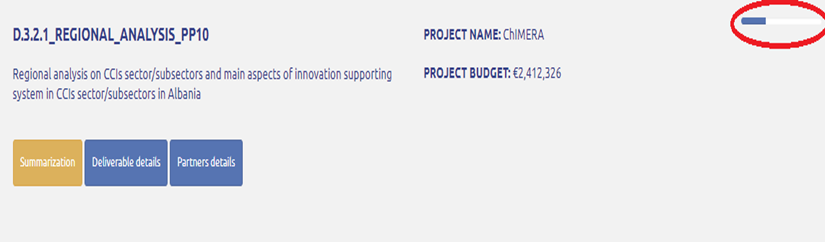 D.3.2.1_REGIONAL_ANALYSIS_PP10
Regional analysis on CCIs sector/subsectors and main aspects of innovation supporting
system in CCIs sector/subsectors in Albania
PROJECT NAME: ChIMERA
PROJECT BUDGET: €2,412,326
Summarization
Deliverable details
Partners details